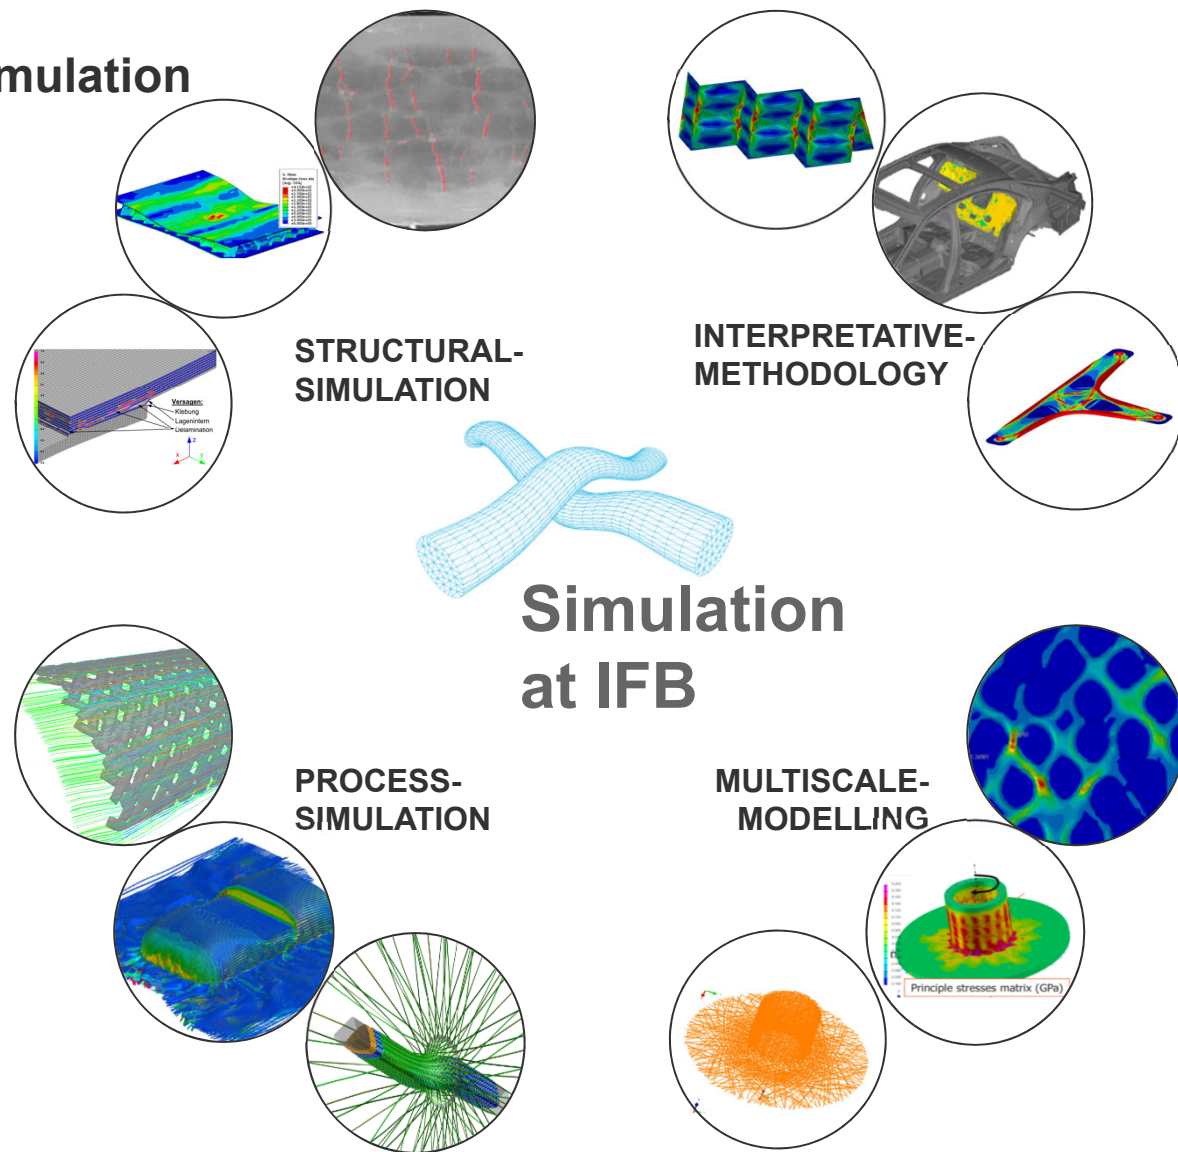 mulation
STRUCTURAL-
SIMULATION
INTERPRETATIVE-
METHODOLOGY
Versagen:
Klebung
Lagenintern
Delamination
z
x
y
Simulation
at IFB
PROCESS-
SIMULATION
MULTISCALE-
MODELLING
Principle stresses matrix (GPa)